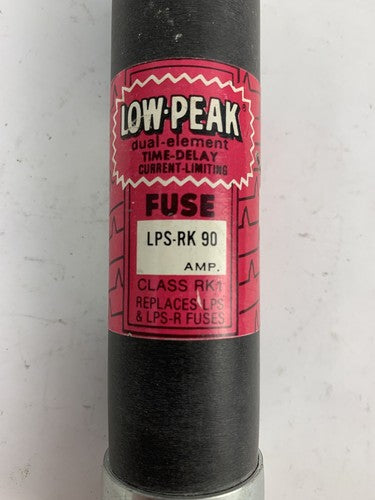 LOW-PEAK
dual-element
TIME-DELAY
CURRENT-LIMITING
FUSE
LPS-RK 90
AMP.
CLASS RK1
REPLACES LPS
& LPS-R FUSES